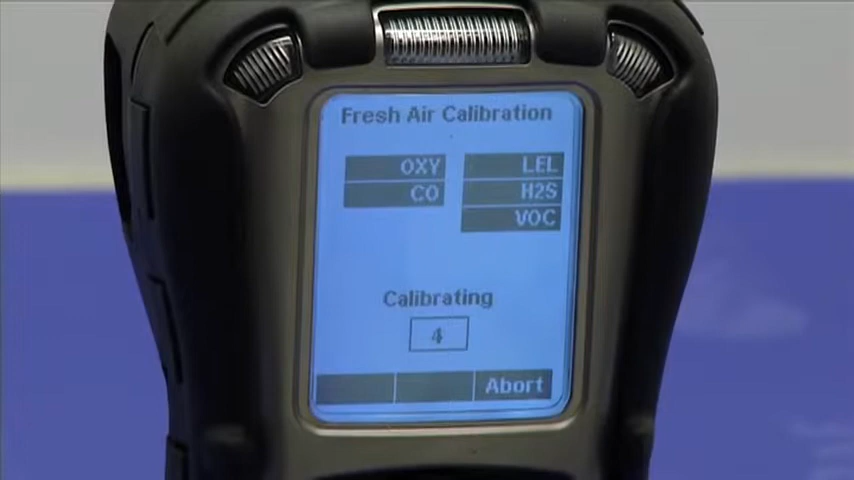 Fresh Air Calibration
OXY LEL
CO H2S
VOC
Calibrating
4
Abort